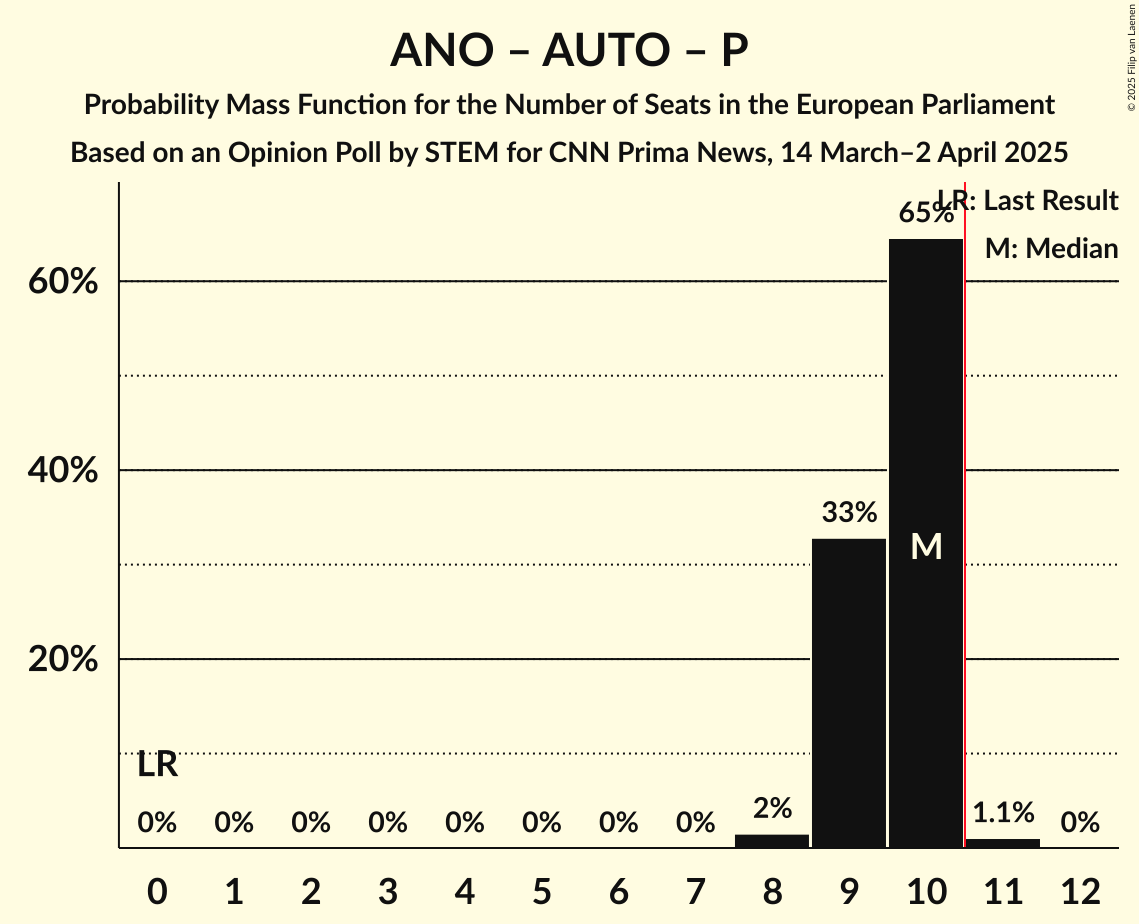 ANO – AUTO – P
Probability Mass Function for the Number of Seats in the European Parliament
Based on an Opinion Poll by STEM for CNN Prima News, 14 March–2 April 2025
© 2025 Filip van Laenen
LR: Last Result
M: Median
65%
60%
40%
33%
M
20%
LR
0% 0% 0% 0% 0% 0% 0% 0% 2% 1.1% 0%
0 1 2 3 4 5 6 7 8 9 10 11 12